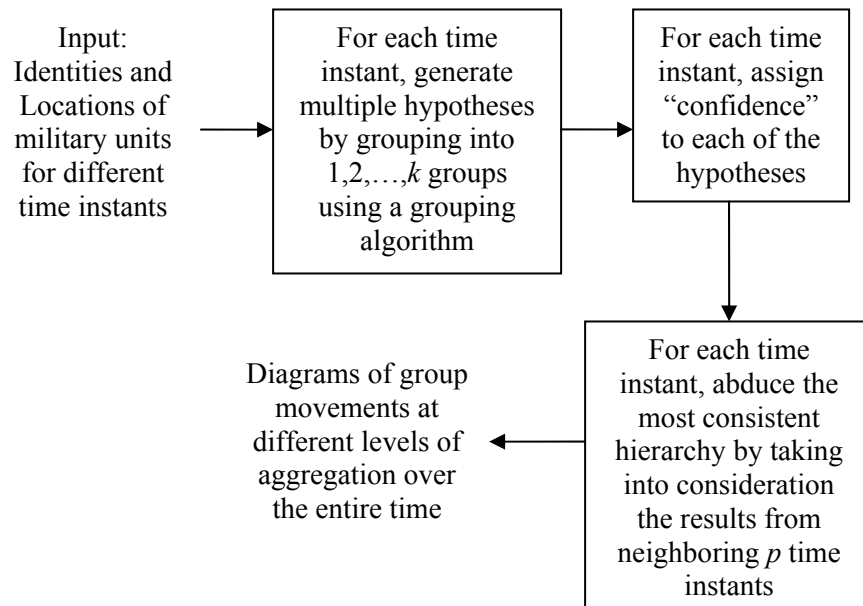 Input:
Identities and
Locations of
military units
for different
time instants
For each time
instant, generate
multiple hypotheses
by grouping into
1,2,…,k groups
using a grouping
algorithm
For each time
instant, assign
“confidence”
to each of the
hypotheses
For each time
instant, abduce the
most consistent
hierarchy by taking
into consideration
the results from
neighboring p time
instants
Diagrams of group
movements at
different levels of
aggregation over
the entire time